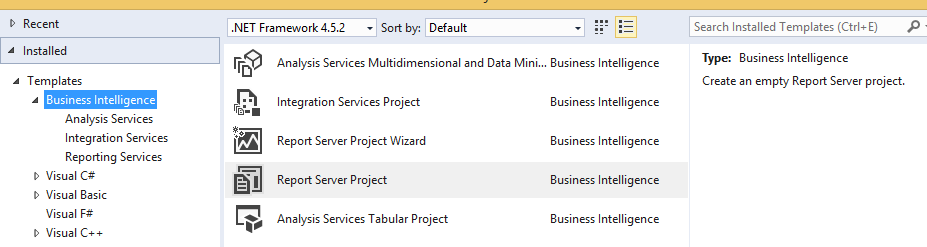 Recent
.NET Framework 4.5.2
Sort by:
Default
Search Installed Templates (Ctrl+E)
Installed
Templates
Business Intelligence
Analysis Services
Integration Services
Reporting Services
Visual C#
Visual Basic
Visual F#
Visual C++
Analysis Services Multidimensional and Data Mini... Business Intelligence
Integration Services Project Business Intelligence
Report Server Project Wizard Business Intelligence
Report Server Project Business Intelligence
Analysis Services Tabular Project Business Intelligence
Type: Business Intelligence
Create an empty Report Server project.